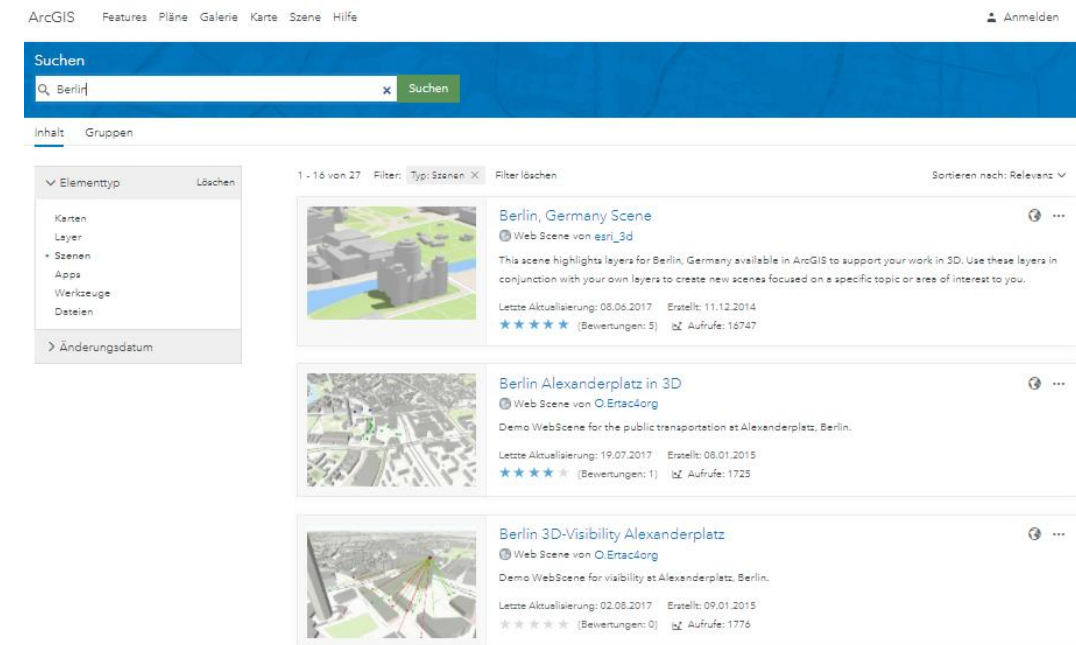 ArcGIS Features Pläne Galerie Karte Szene Hilfe Anmelden
Suchen
Berlin Suchen
Inhalt Gruppen
Elementtyp Löschen
Karten
Layer
Szenen
Apps
Werkzeuge
Dateien
Änderungsdatum
1 - 16 von 27 Filter: Typ: Szenen Filter löschen Sortieren nach: Relevanz
Berlin, Germany Scene
Web Scene von esri_3d
This scene highlights layers for Berlin, Germany available in ArcGIS to support your work in 3D. Use these layers in
conjunction with your own layers to create new scenes focused on a specific topic or area of interest to you.
Letzte Aktualisierung: 08.06.2017 Erstellt: 11.12.2014
(Bewertungen: 5) Aufrufe: 16747
Berlin Alexanderplatz in 3D
Web Scene von O.Ertac4org
Demo WebScene for the public transportation at Alexanderplatz, Berlin.
Letzte Aktualisierung: 19.07.2017 Erstellt: 08.01.2015
(Bewertungen: 1) Aufrufe: 1725
Berlin 3D-Visibility Alexanderplatz
Web Scene von O.Ertac4org
Demo WebScene for visibility at Alexanderplatz, Berlin.
Letzte Aktualisierung: 02.08.2017 Erstellt: 09.01.2015
(Bewertungen: 0) Aufrufe: 1776